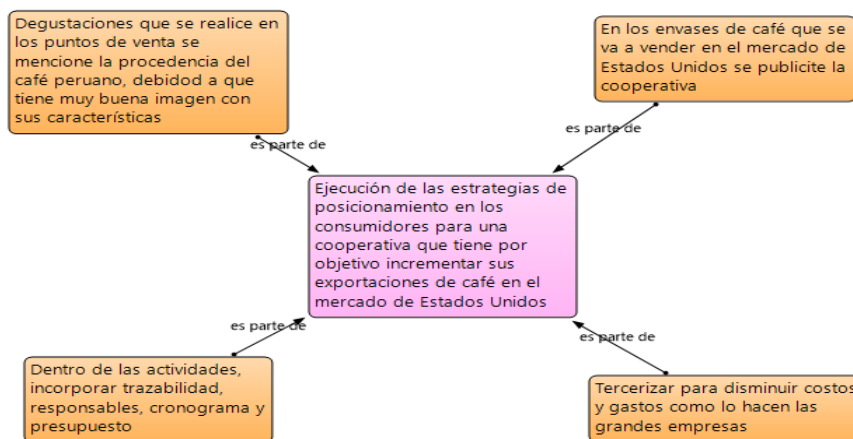 Degustaciones que se realice en
los puntos de venta se
mencione la procedencia del
café peruano, debidod a que
tiene muy buena imagen con
sus características
En los envases de café que se
va a vender en el mercado de
Estados Unidos se publicite la
cooperativa
es parte de
es parte de
Ejecución de las estrategias de
posicionamiento en los
consumidores para una
cooperativa que tiene por
objetivo incrementar sus
exportaciones de café en el
mercado de Estados Unidos
es parte de
es parte de
Dentro de las actividades,
incorporar trazabilidad,
responsables, cronograma y
presupuesto
Tercerizar para disminuir costos
y gastos como lo hacen las
grandes empresas